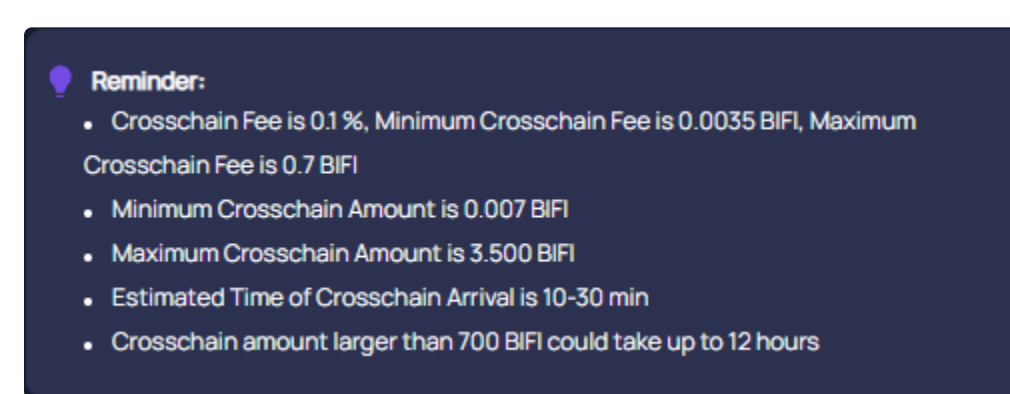 Reminder:
• Crosschain Fee is 0.1 %, Minimum Crosschain Fee is 0.0035 BIFI, Maximum
Crosschain Fee is 0.7 BIFI
• Minimum Crosschain Amount is 0.007 BIFI
• Maximum Crosschain Amount is 3.500 BIFI
• Estimated Time of Crosschain Arrival is 10-30 min
• Crosschain amount larger than 700 BIFI could take up to 12 hours